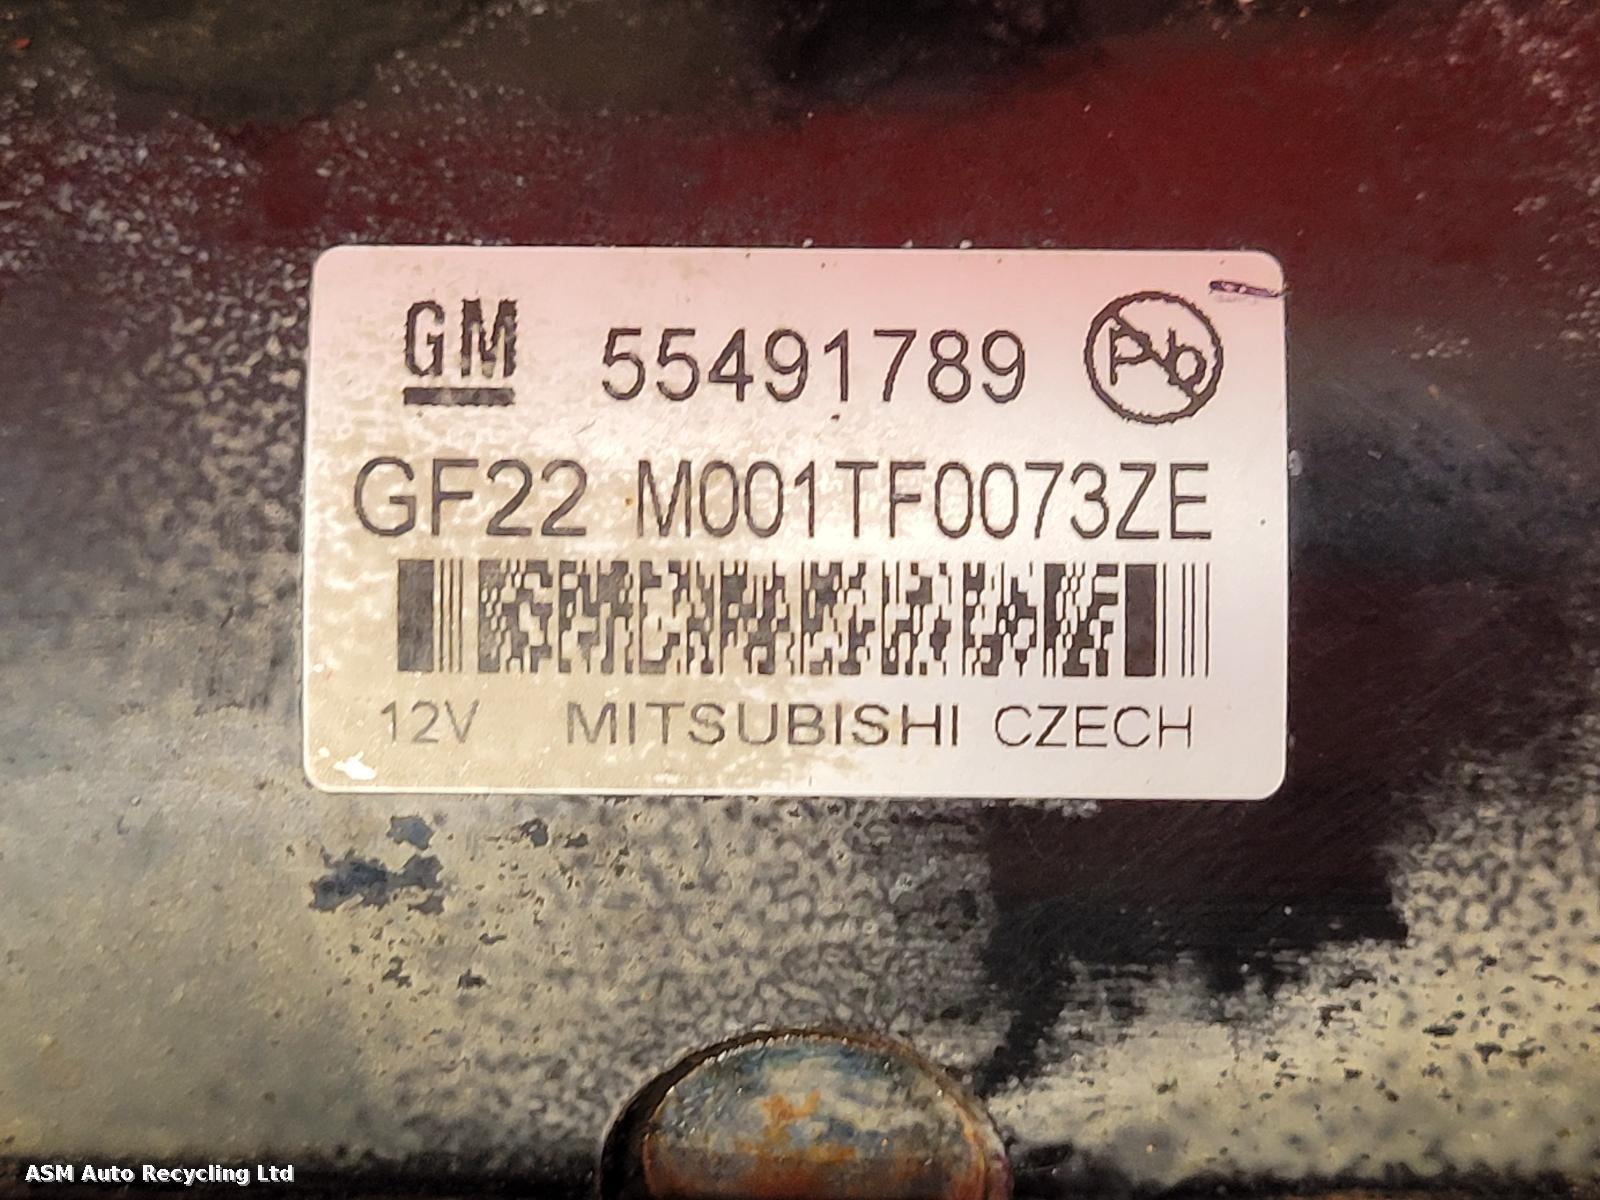 GM 55491789 Pb
GF22 M001TF0073ZE
12V MITSUBISHI CZECH
ASM Auto Recycling Ltd